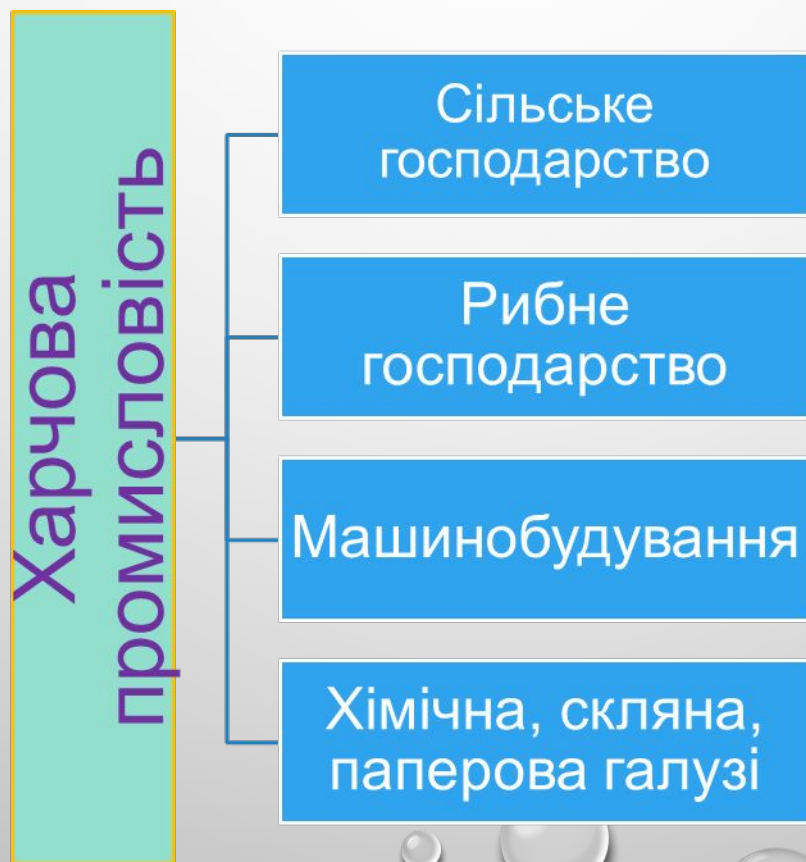 Харчова
промисловість
Сільське
господарство
Рибне
господарство
Машинобудування
Хімічна, скляна,
паперова галузі